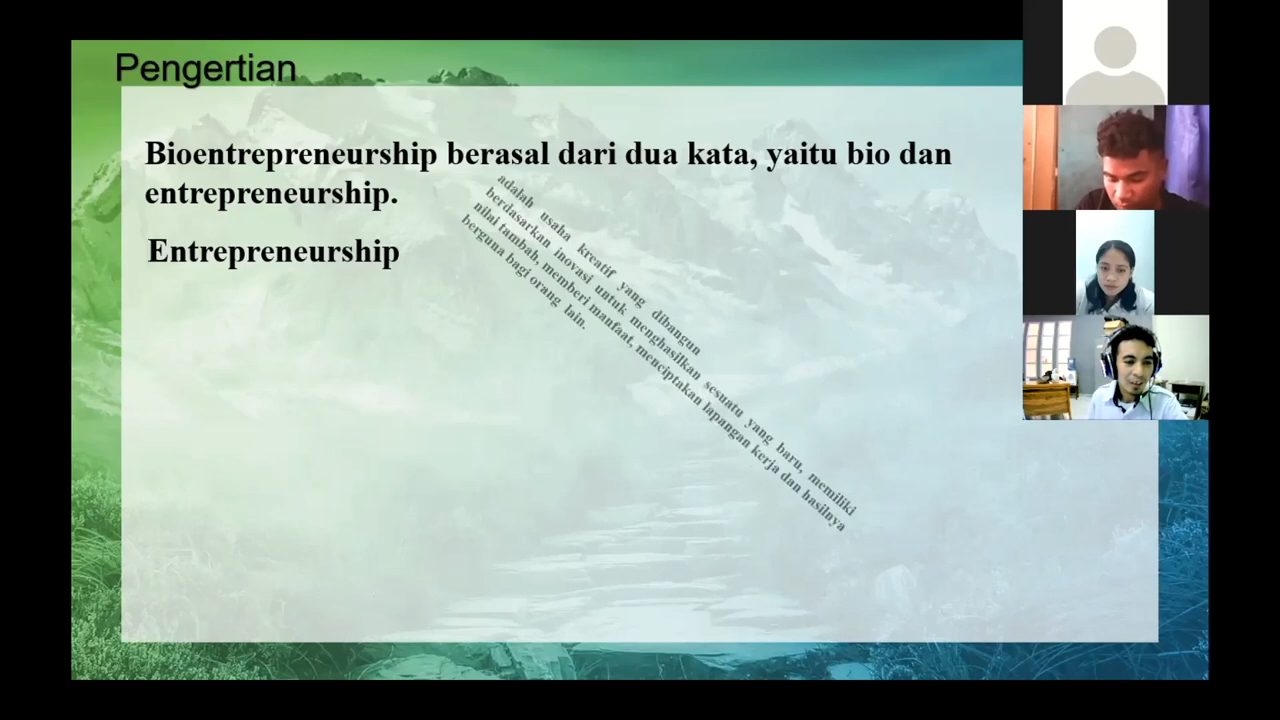 Pengertian
Bioentrepreneurship berasal dari dua kata, yaitu bio dan
entrepreneurship.
Entrepreneurship
adalah usaha kreatif yang dibangun
berdasarkan inovasi untuk menghasilkan sesuatu yang baru, memiliki
nilai tambah, memberi manfaat, menciptakan lapangan kerja dan hasilnya
berguna bagi orang lain.